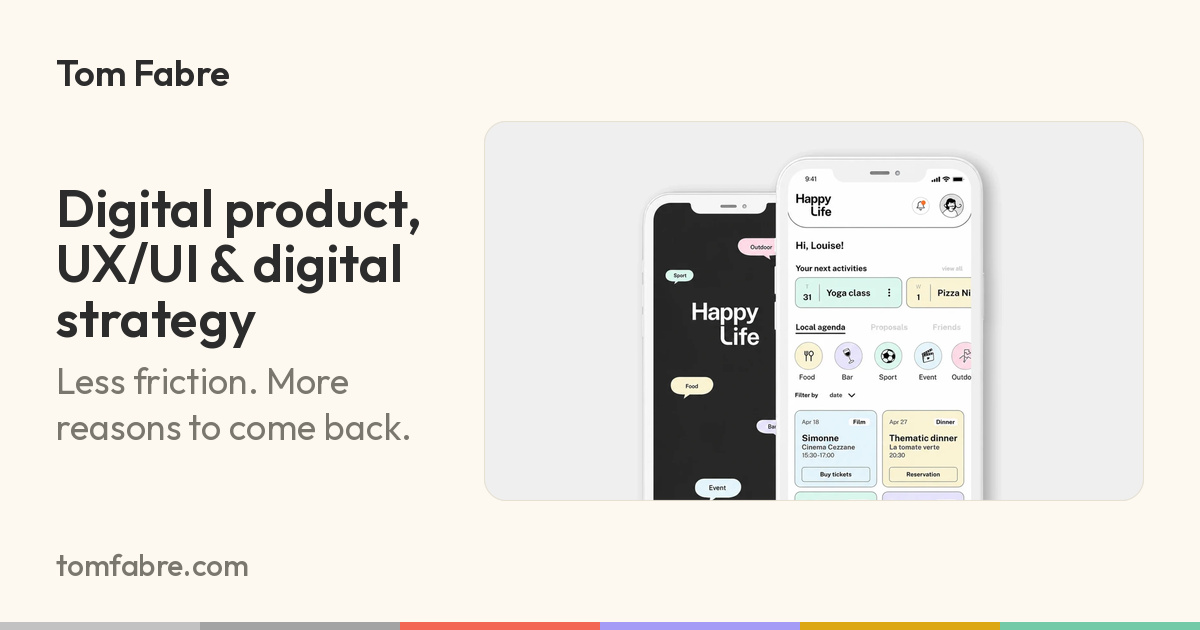 Tom Fabre
Digital product,
UX/UI & digital
strategy
Less friction. More
reasons to come back.
tomfabre.com
Outdoor
Sport
Happy
Life
Food
Bar
Event
9:41
Happy
Life
Hi, Louise!
Your next activities
view all
T
31
Yoga class
W
1
Pizza Ni
Local agenda
Proposals
Friends
Food
Bar
Sport
Event
Outdo
Filter by
date
Apr 18
Film
Simonne
Cinema Cezzane
15:30-17:00
Buy tickets
Apr 27
Dinner
Thematic dinner
La tomate verte
20:30
Reservation